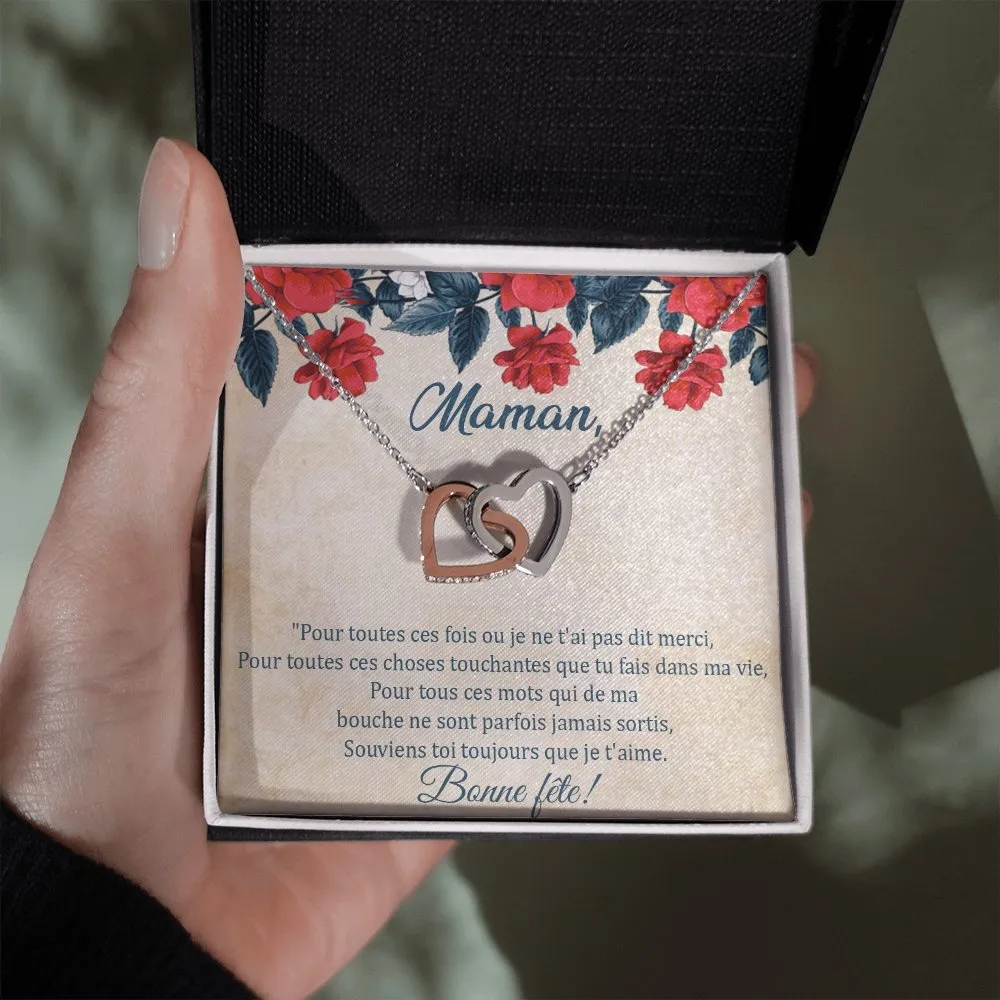 Maman,
"Pour toutes ces fois ou je ne t'ai pas dit merci,
Pour toutes ces choses touchantes que tu fais dans ma vie,
Pour tous ces mots qui de ma
bouche ne sont parfois jamais sortis,
Souviens toi toujours que je t'aime.
Bonne fête!